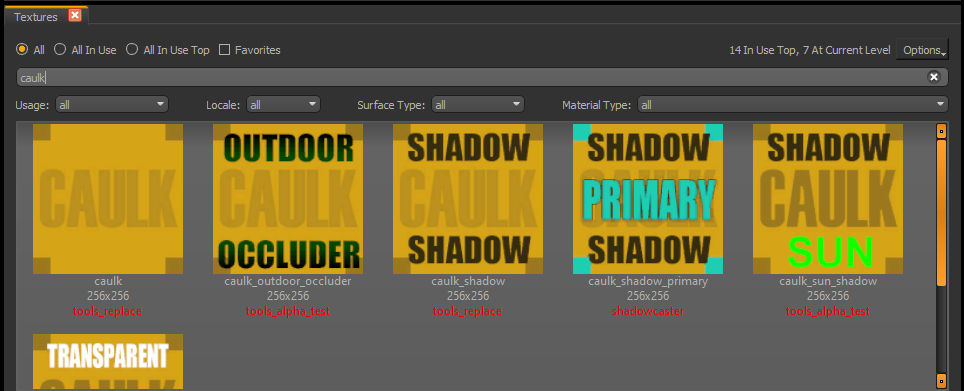 Textures
All All In Use All In Use Top Favorites 14 In Use Top, 7 At Current Level Options
caulk
Usage: all Locale: all Surface Type: all Material Type: all
CAULK
OUTDOOR
CAULK
OCCLUDER
SHADOW
CAULK
SHADOW
SHADOW
PRIMARY
SHADOW
SHADOW
CAULK
SUN
caulk caulk_outdoor_occluder caulk_shadow caulk_shadow_primary caulk_sun_shadow
256x256 256x256 256x256 256x256 256x256
tools_replace tools_alpha_test tools_replace shadowcaster tools_alpha_test
TRANSPARENT
CAULK